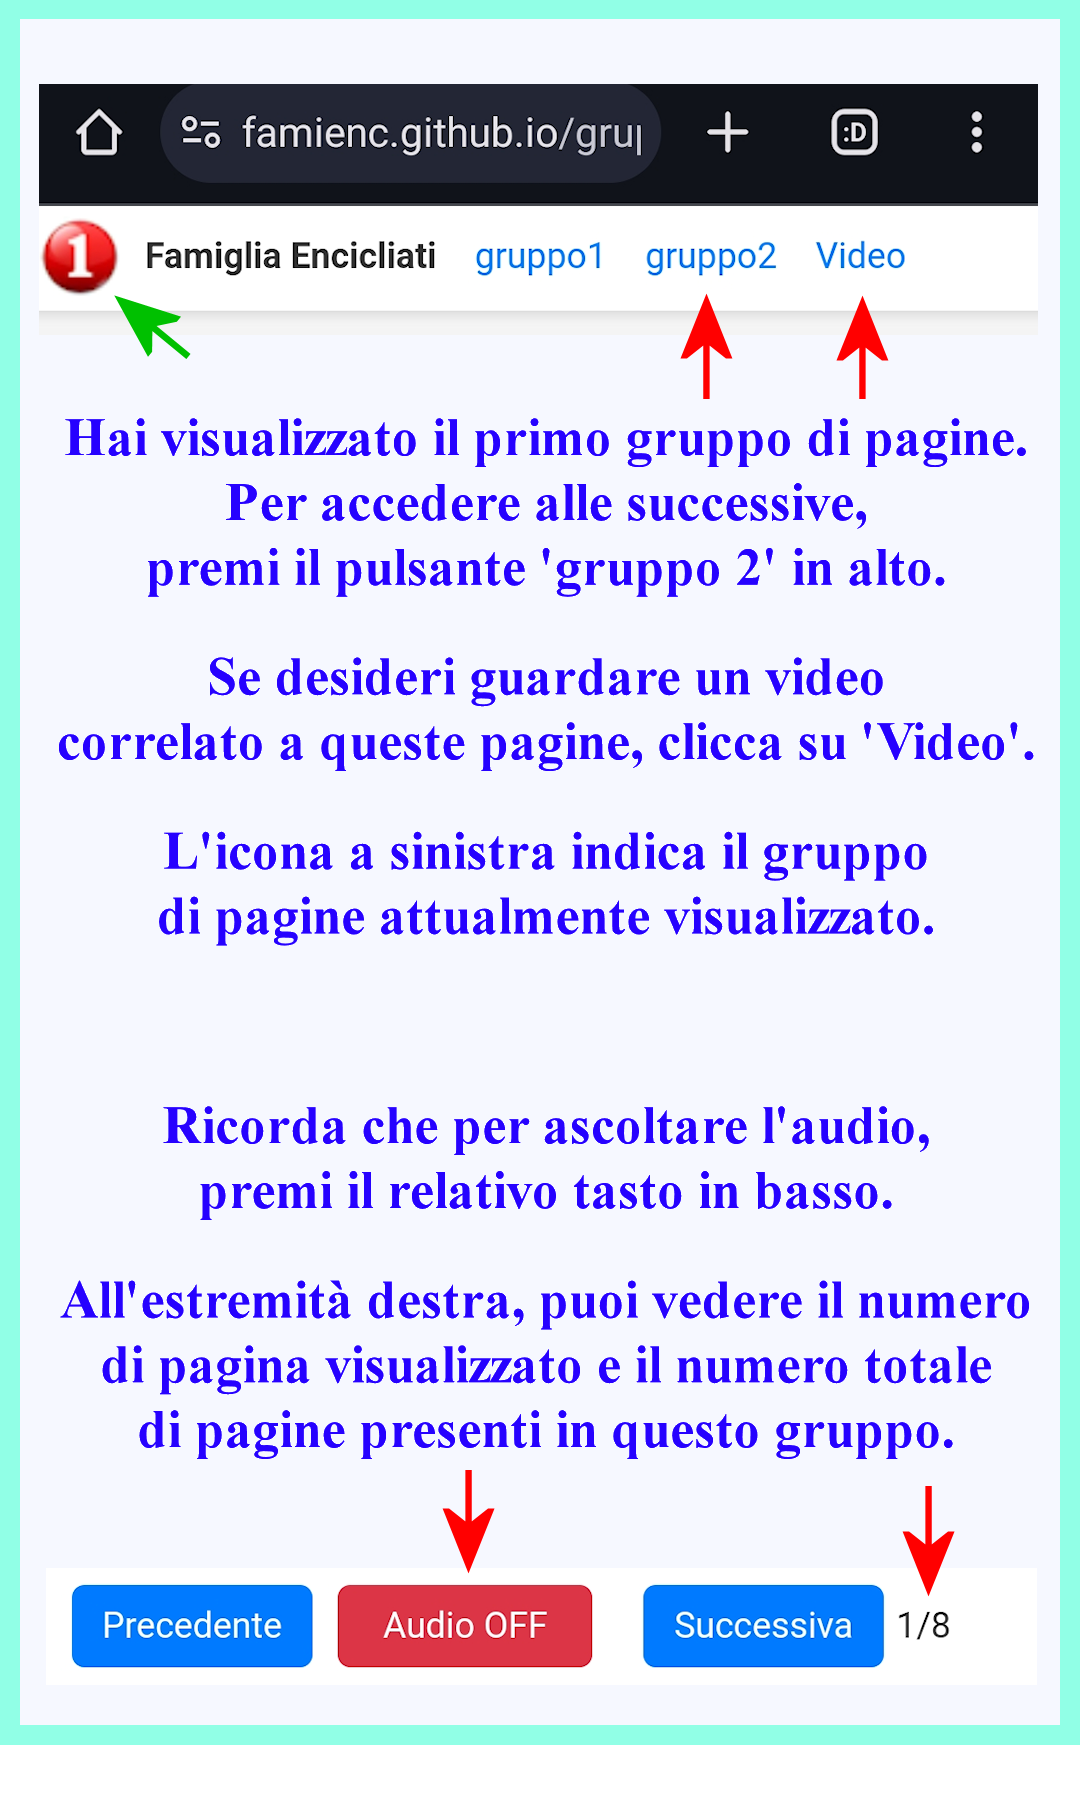 famienc.github.io/gru
:D
1 Famiglia Encicliati gruppo1 gruppo2 Video
Hai visualizzato il primo gruppo di pagine.
Per accedere alle successive,
premi il pulsante 'gruppo 2' in alto.
Se desideri guardare un video
correlato a queste pagine, clicca su 'Video'.
L'icona a sinistra indica il gruppo
di pagine attualmente visualizzato.
Ricorda che per ascoltare l'audio,
premi il relativo tasto in basso.
All'estremità destra, puoi vedere il numero
di pagina visualizzato e il numero totale
di pagine presenti in questo gruppo.
Precedente Audio OFF Successiva 1/8